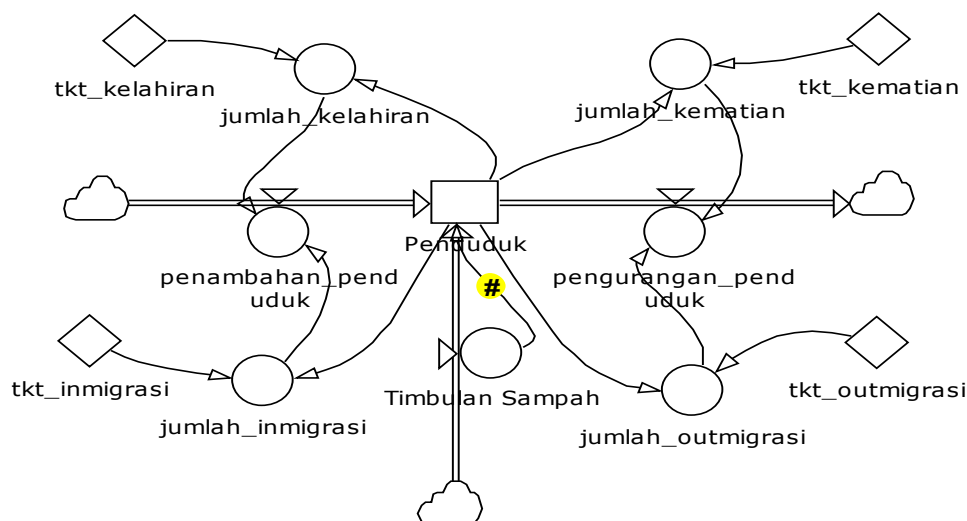 tkt_kelahiran
jumlah_kelahiran
jumlah_kematian
tkt_kematian
Penduduk
penambahan_pend
uduk
pengurangan_pend
uduk
#
tkt_inmigrasi
jumlah_inmigrasi
Timbulan Sampah
jumlah_outmigrasi
tkt_outmigrasi